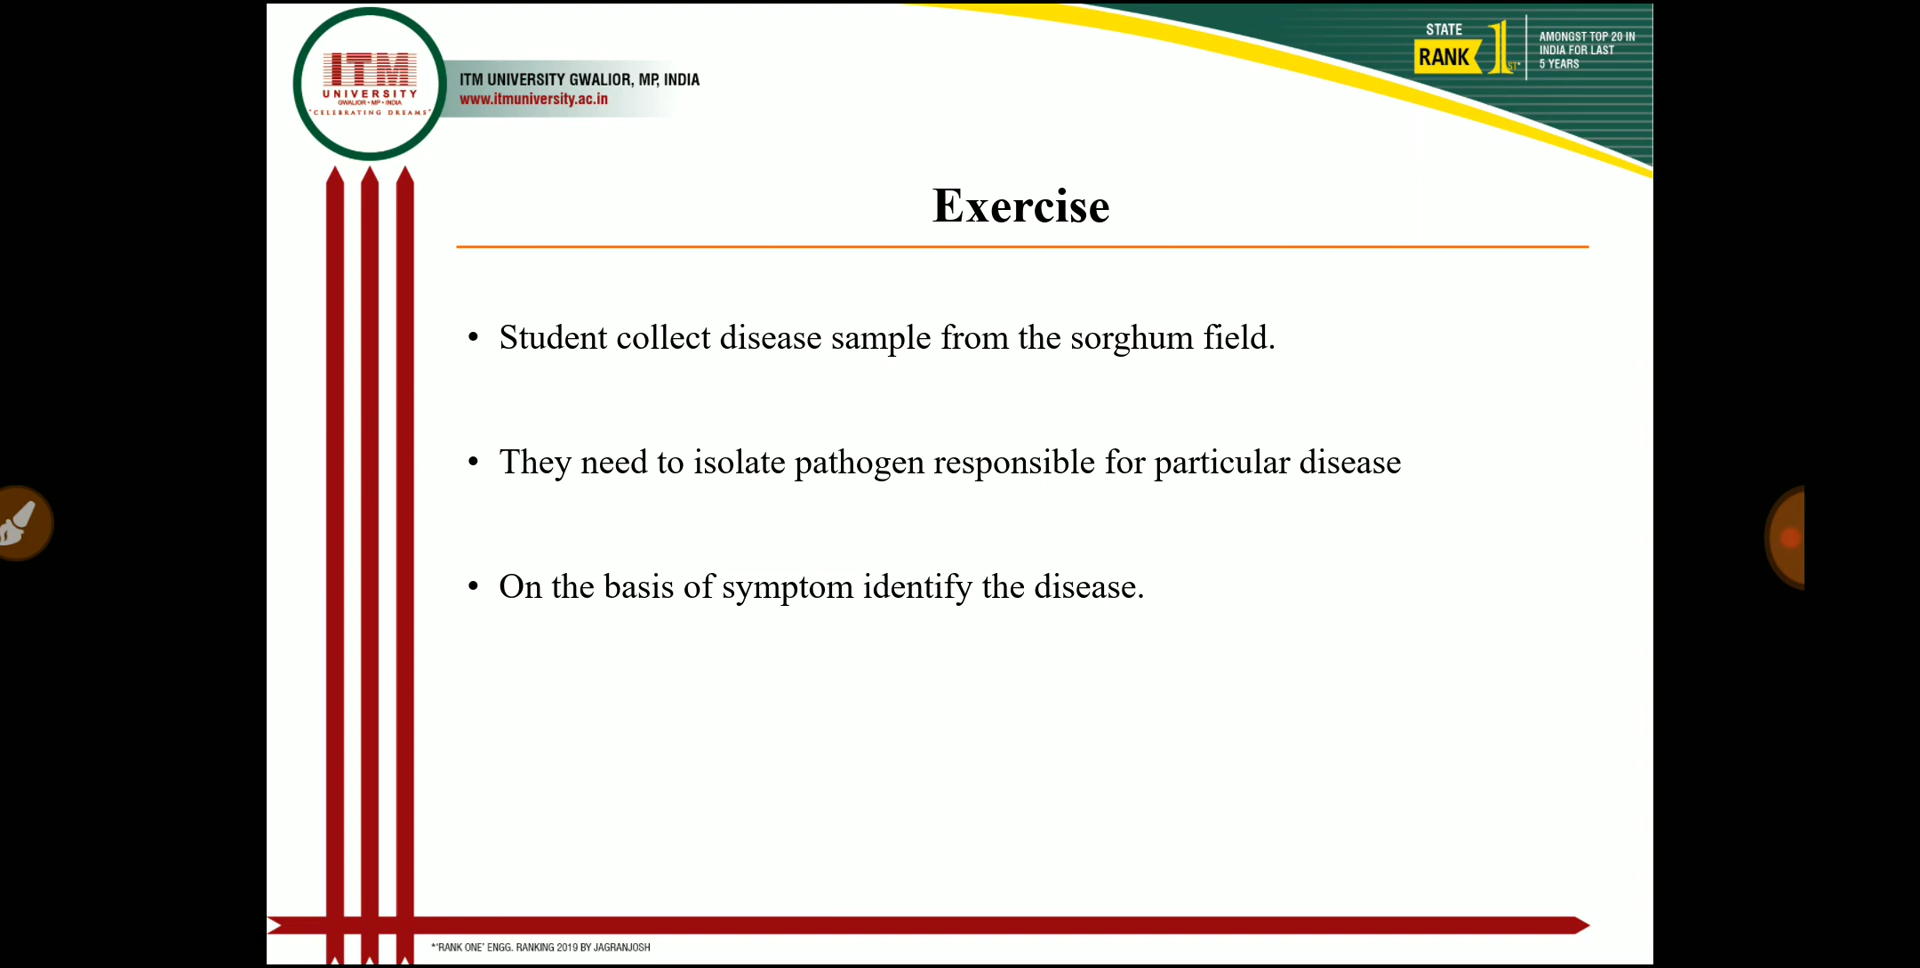 ITM
UNIVERSITY
GWALIOR • MP • INDIA
"CELEBRATING DREAMS"
ITM UNIVERSITY GWALIOR, MP, INDIA
www.itmuniversity.ac.in
STATE
RANK 1ST*
AMONGST TOP 20 IN
INDIA FOR LAST
5 YEARS
Exercise
• Student collect disease sample from the sorghum field.
• They need to isolate pathogen responsible for particular disease
• On the basis of symptom identify the disease.
*'RANK ONE' ENGG. RANKING 2019 BY JAGRANJOSH